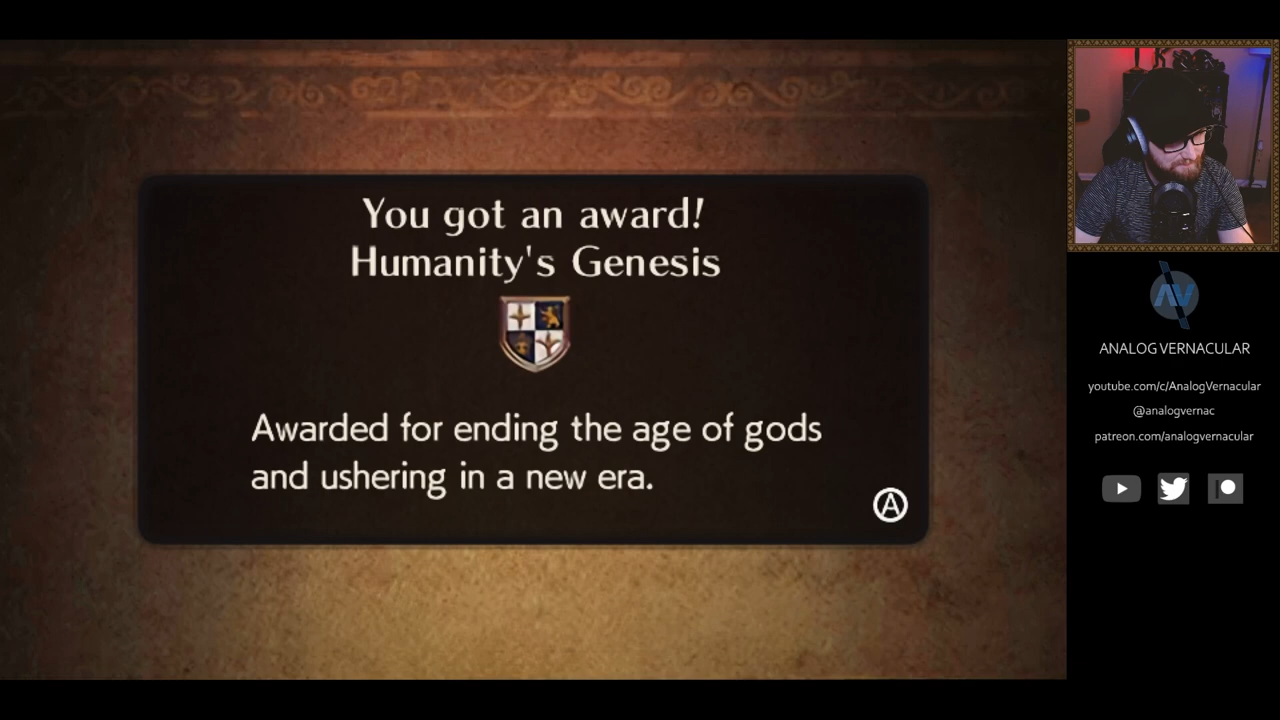 You got an award!
Humanity's Genesis
Awarded for ending the age of gods
and ushering in a new era.
A
AV
ANALOG VERNACULAR
youtube.com/c/AnalogVernacular
@analogvernac
patreon.com/analogvernacular